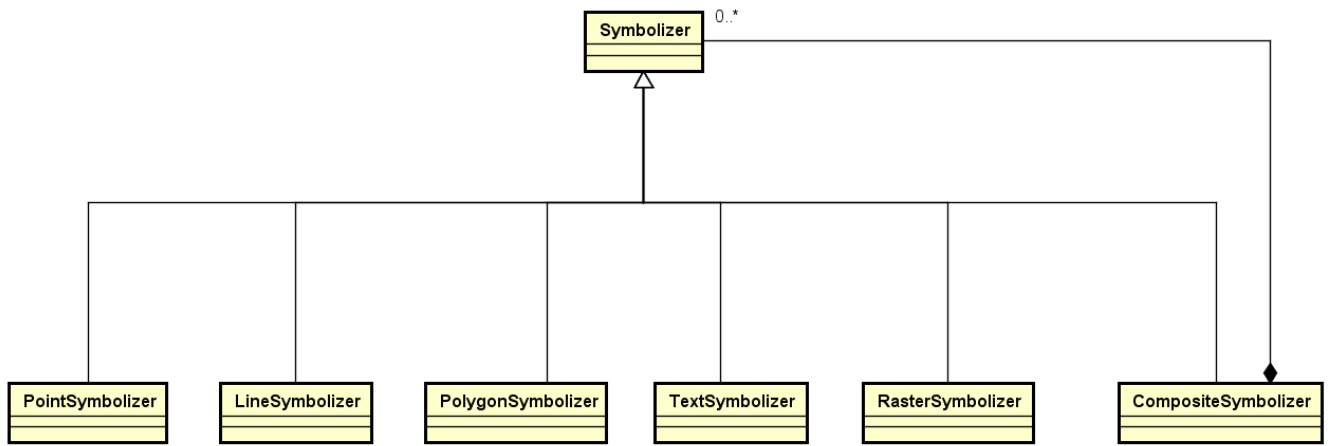 Symbolizer
0..*
PointSymbolizer
LineSymbolizer
PolygonSymbolizer
TextSymbolizer
RasterSymbolizer
CompositeSymbolizer